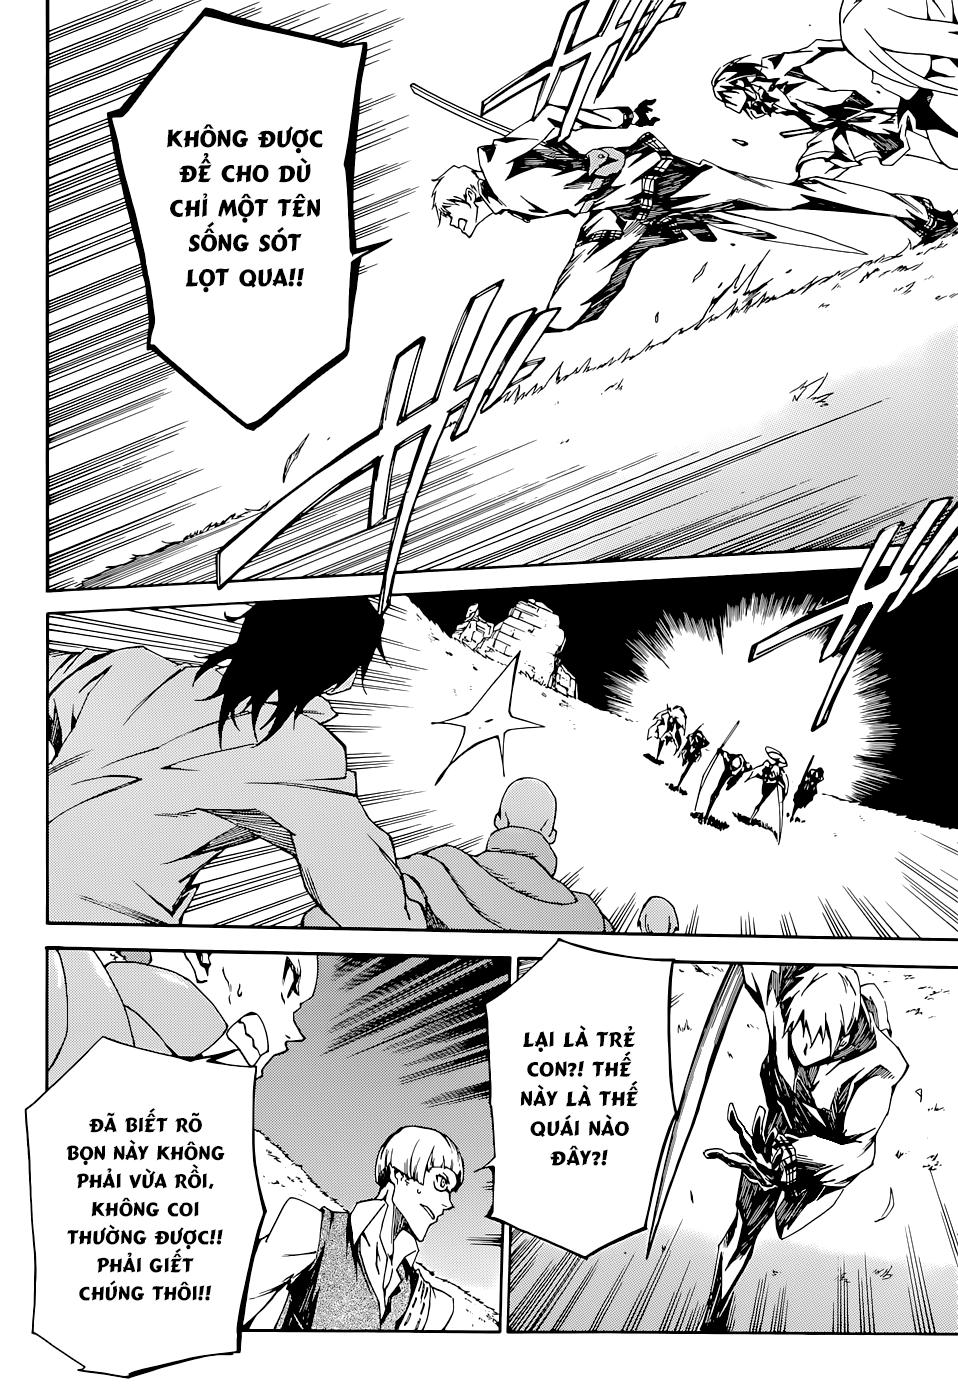 KHÔNG ĐƯỢC
ĐỂ CHO DÙ
CHỈ MỘT TÊN
SỐNG SÓT
LỌT QUA!!
LẠI LÀ TRẺ
CON?! THẾ
NÀY LÀ THẾ
QUÁI NÀO
ĐÂY?!
ĐÃ BIẾT RÕ
BỌN NÀY KHÔNG
PHẢI VỪA RỒI,
KHÔNG COI
THƯỜNG ĐƯỢC!!
PHẢI GIẾT
CHÚNG THÔI!!